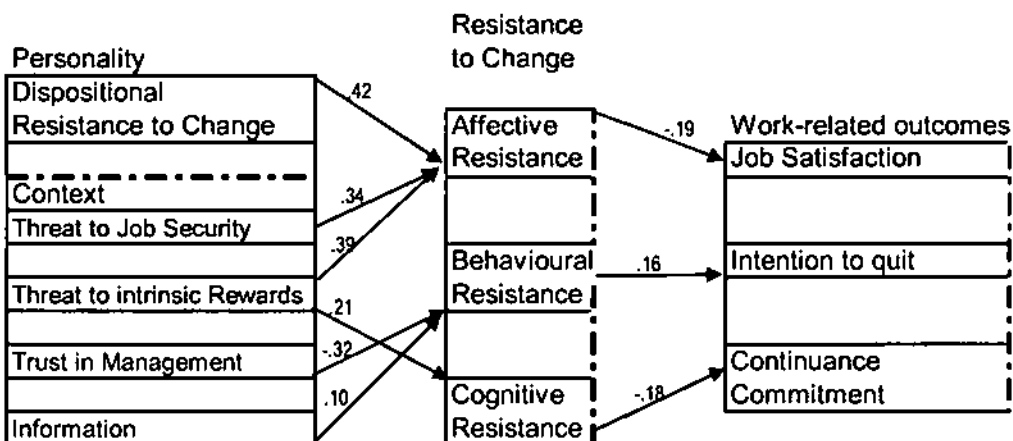 Personality
Dispositional
Resistance to Change
Context
Threat to Job Security
Threat to intrinsic Rewards
Trust in Management
Information
.42
.34
.39
.21
-.32
.10
Resistance
to Change
Affective
Resistance
Behavioural
Resistance
Cognitive
Resistance
-.19
.16
-.18
Work-related outcomes
Job Satisfaction
Intention to quit
Continuance
Commitment